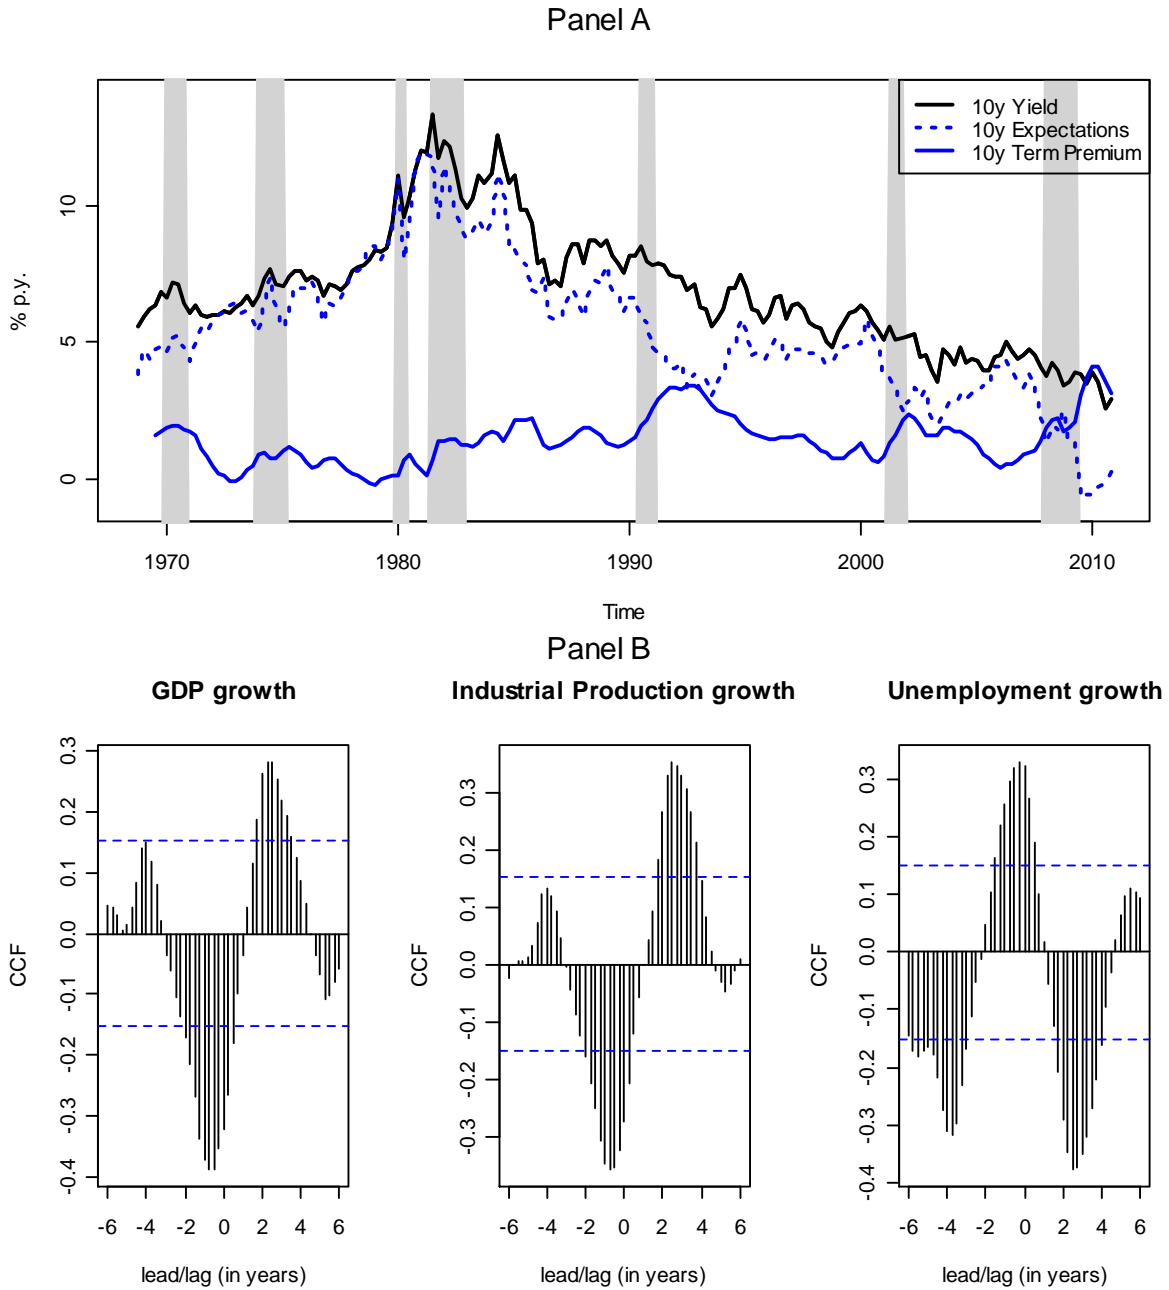 Panel A
10y Yield
10y Expectations
10y Term Premium
% p.y.
10
5
0
1970 1980 1990 2000 2010
Time
Panel B
GDP growth
CCF
0.3
0.2
0.1
0.0
-0.1
-0.2
-0.3
-0.4
-6 -4 -2 0 2 4 6
lead/lag (in years)
Industrial Production growth
CCF
0.3
0.2
0.1
0.0
-0.1
-0.2
-0.3
-6 -4 -2 0 2 4 6
lead/lag (in years)
Unemployment growth
CCF
0.3
0.2
0.1
0.0
-0.1
-0.2
-0.3
-0.4
-6 -4 -2 0 2 4 6
lead/lag (in years)